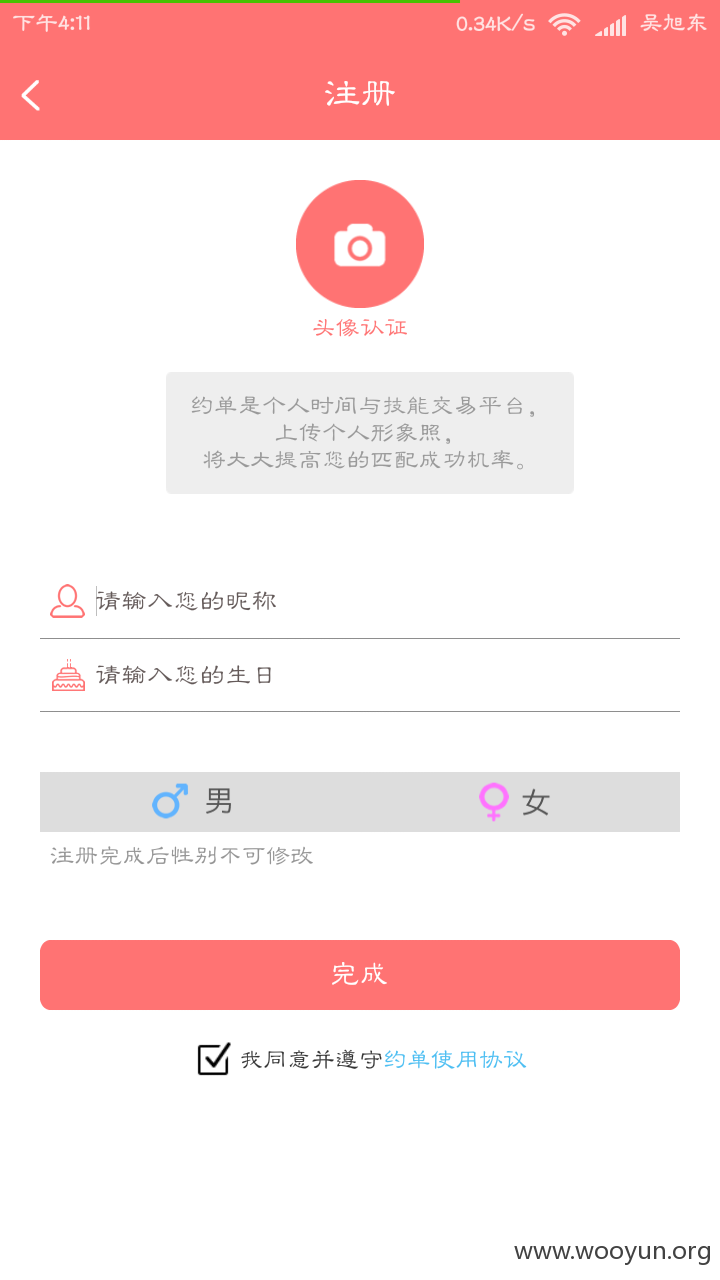 下午4:11 0.34K/s 吴旭东
注册
头像认证
约单是个人时间与技能交易平台，
上传个人形象照，
将大大提高您的匹配成功机率。
请输入您的昵称
请输入您的生日
男 女
注册完成后性别不可修改
完成
我同意并遵守约单使用协议
www.wooyun.org